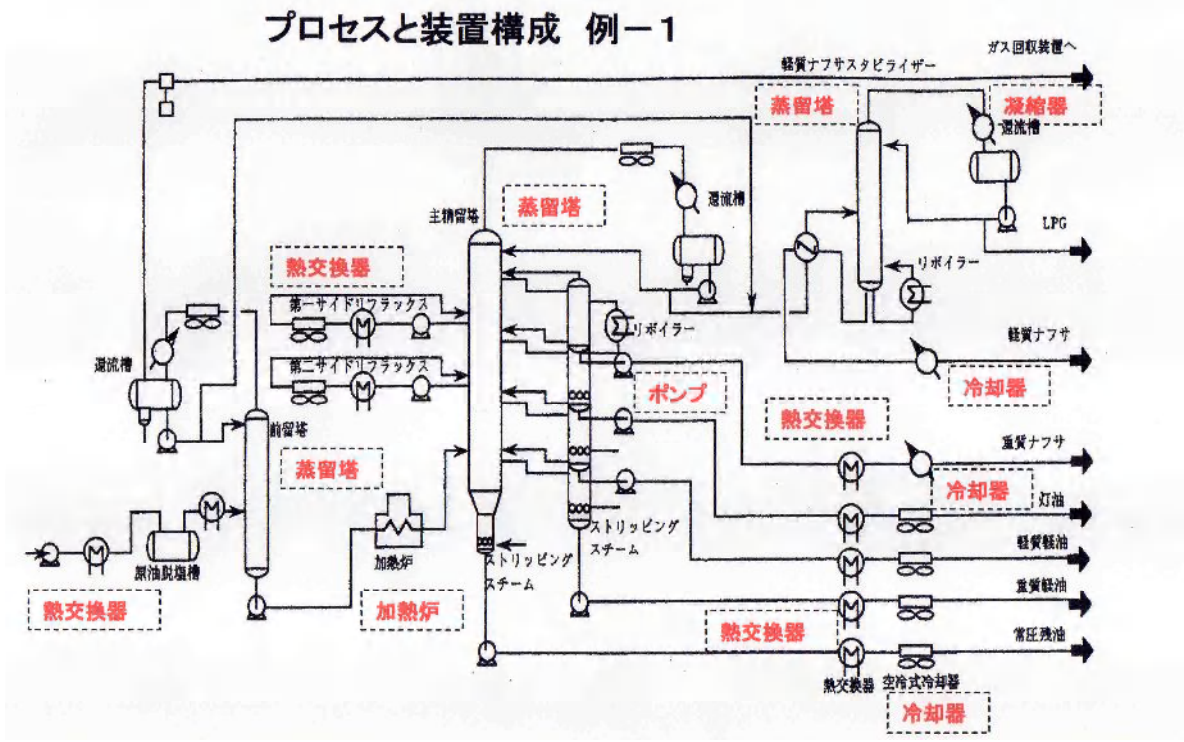 プロセスと装置構成 例－1
ガス回収装置へ
軽質ナフサスタビライザー
蒸留塔
凝縮器
還流槽
蒸留塔
還流槽
主精留塔
LPG
熱交換器
リボイラー
第一サイドリフラックス
リボイラー
還流槽
第二サイドリフラックス
軽質ナフサ
ポンプ
冷却器
熱交換器
前留塔
重質ナフサ
蒸留塔
冷却器
灯油
ストリッピング
スチーム
軽質軽油
加熱炉
ストリッピング
スチーム
原油脱塩槽
重質軽油
熱交換器
加熱炉
熱交換器
常圧残油
熱交換器
空冷式冷却器
冷却器